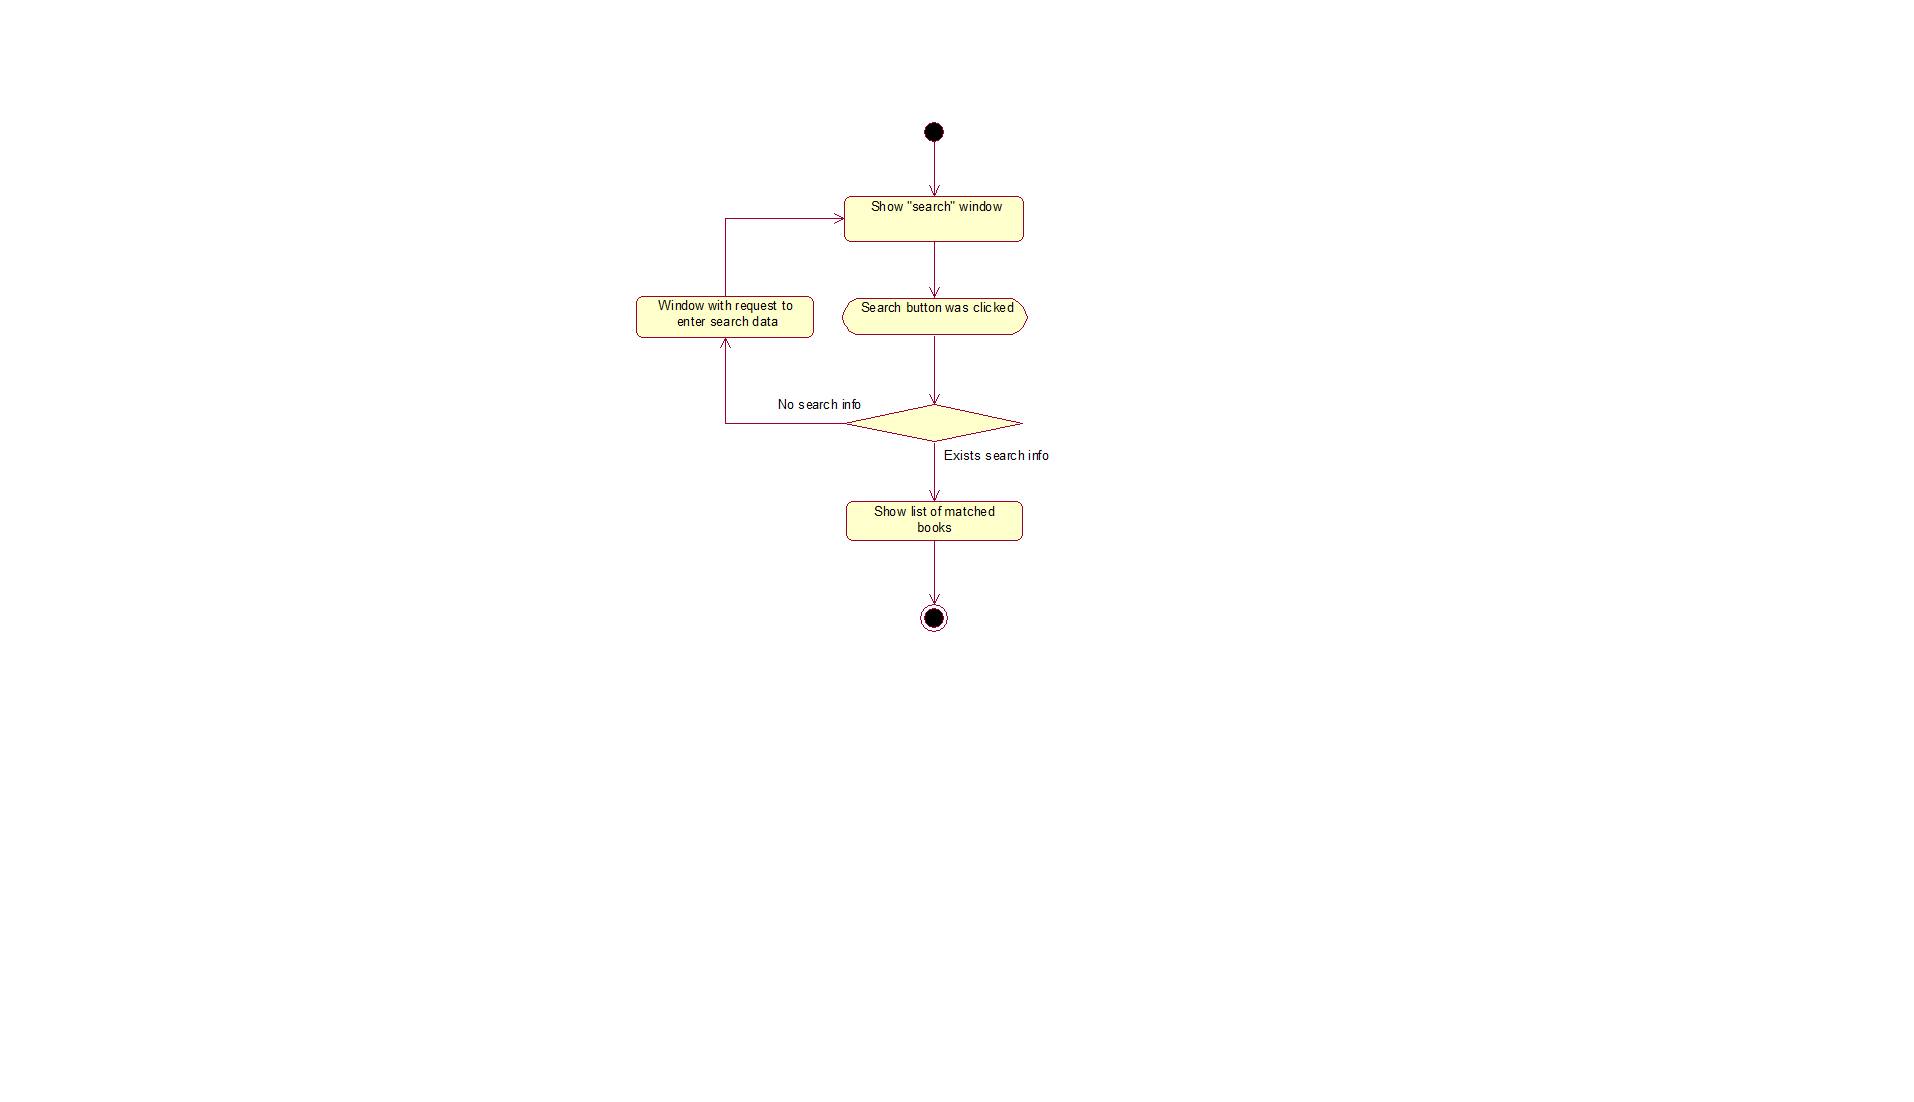 Show "search" window
Window with request to
enter search data
Search button was clicked
No search info
Exists search info
Show list of matched
books